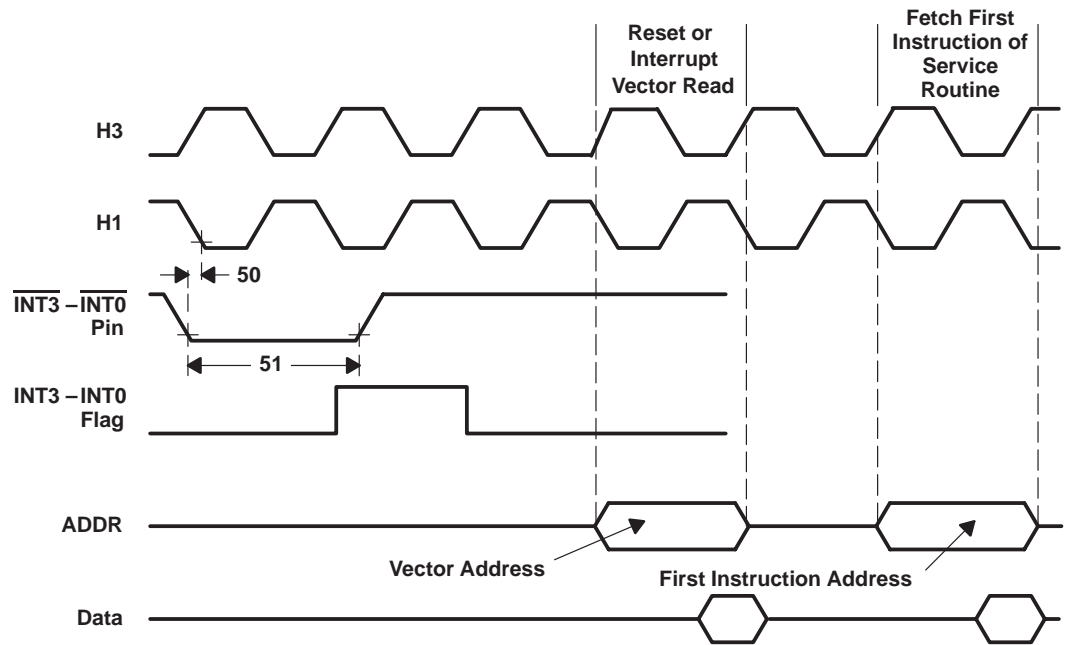 Reset or
Interrupt
Vector Read
Fetch First
Instruction of
Service
Routine
H3
H1
50
INT3 – INT0
Pin
51
INT3 – INT0
Flag
ADDR
Vector Address
First Instruction Address
Data